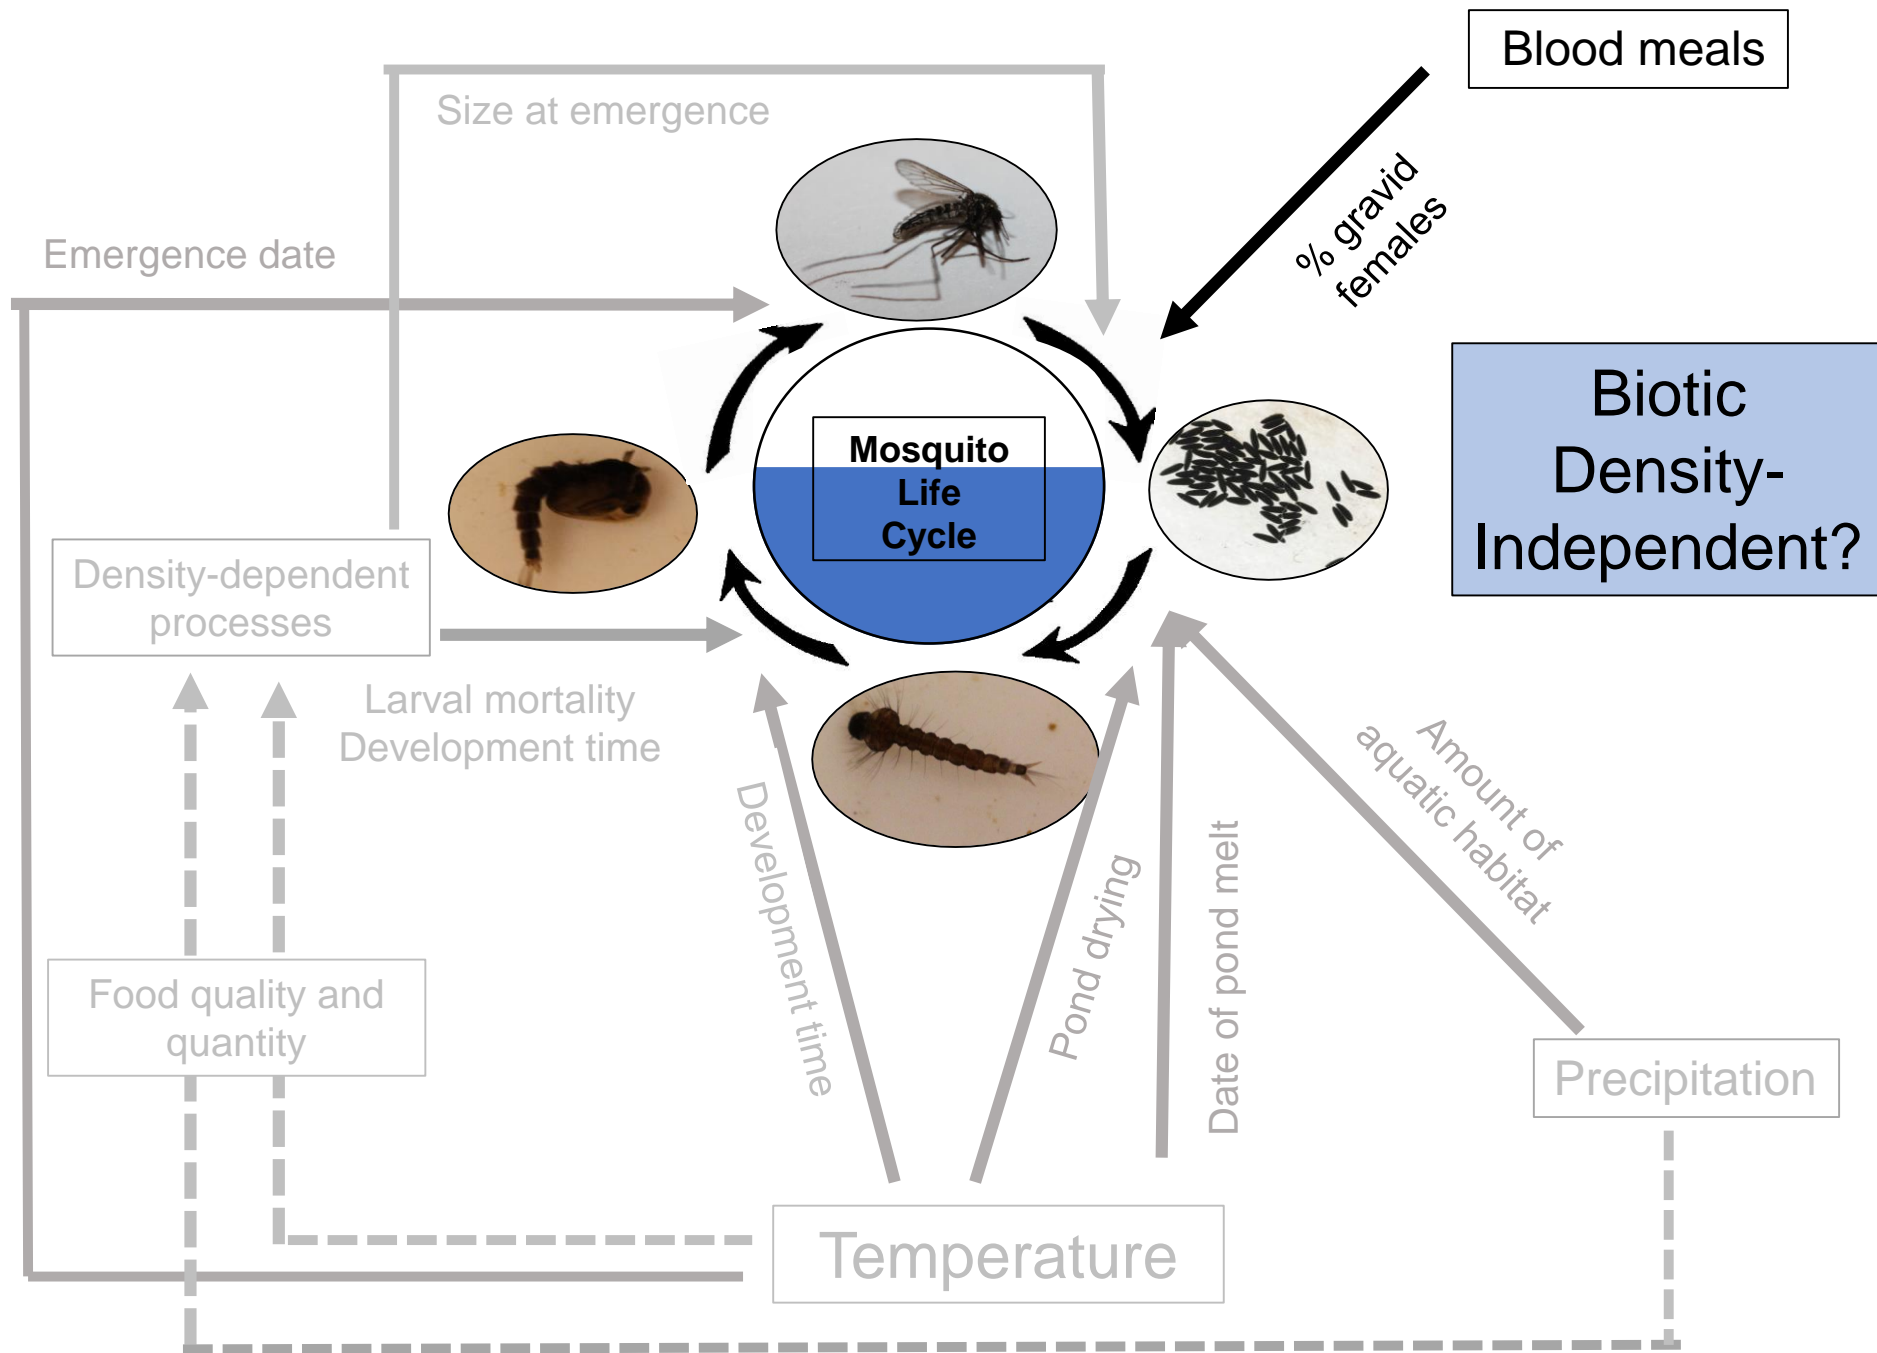 Blood meals
Size at emergence
% gravid
females
Emergence date
Biotic
Density-
Independent?
Mosquito
Life
Cycle
Density-dependent
processes
Larval mortality
Development time
Development time
Pond drying
Date of pond melt
Amount of
aquatic habitat
Food quality and
quantity
Precipitation
Temperature